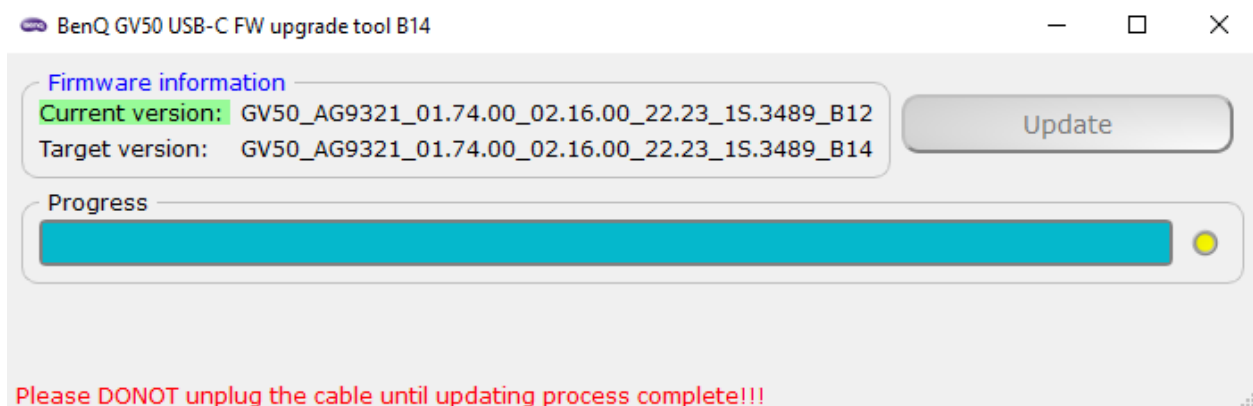 BenQ GV50 USB-C FW upgrade tool B14
Firmware information
Current version: GV50_AG9321_01.74.00_02.16.00_22.23_1S.3489_B12
Update
Target version: GV50_AG9321_01.74.00_02.16.00_22.23_1S.3489_B14
Progress
Please DONOT unplug the cable until updating process complete!!!